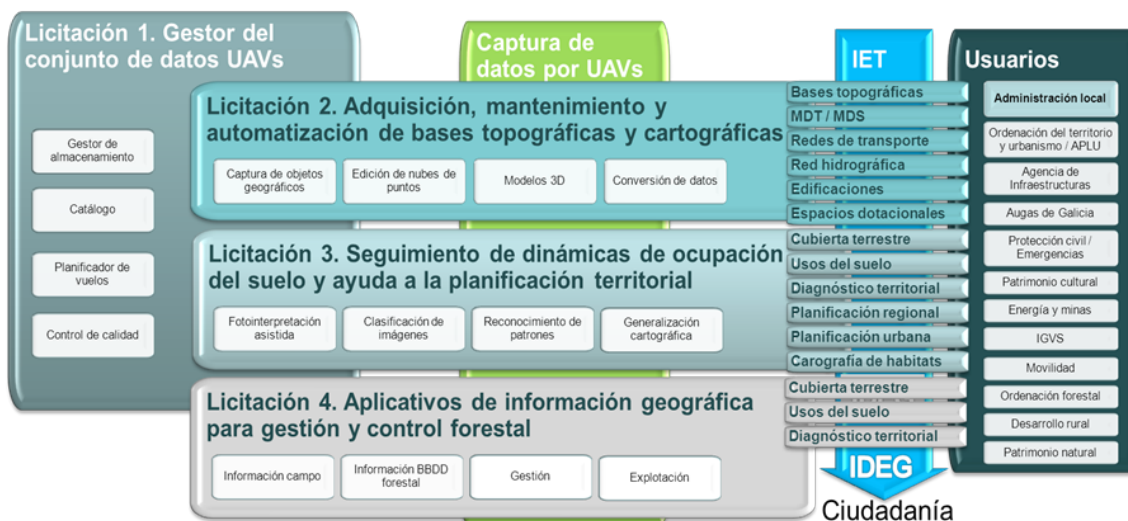 Licitación 1. Gestor del
conjunto de datos UAVs
Gestor de
almacenamiento
Catálogo
Planificador de
vuelos
Control de calidad
Captura de
datos por UAVs
Licitación 2. Adquisición, mantenimiento y
automatización de bases topográficas y cartográficas
Captura de objetos
geográficos
Edición de nubes de
puntos
Modelos 3D
Conversión de datos
Licitación 3. Seguimiento de dinámicas de ocupación
del suelo y ayuda a la planificación territorial
Fotointerpretación
asistida
Clasificación de
imágenes
Reconocimiento de
patrones
Generalización
cartográfica
Licitación 4. Aplicativos de información geográfica
para gestión y control forestal
Información campo
Información BBDD
forestal
Gestión
Explotación
IET
Bases topográficas
MDT / MDS
Redes de transporte
Red hidrográfica
Edificaciones
Espacios dotacionales
Cubierta terrestre
Usos del suelo
Diagnóstico territorial
Planificación regional
Planificación urbana
Carografía de habitats
Cubierta terrestre
Usos del suelo
Diagnóstico territorial
IDEG
Ciudadanía
Usuarios
Administración local
Ordenación del territorio
y urbanismo / APLU
Agencia de
Infraestructuras
Augas de Galicia
Protección civil /
Emergencias
Patrimonio cultural
Energía y minas
IGVS
Movilidad
Ordenación forestal
Desarrollo rural
Patrimonio natural